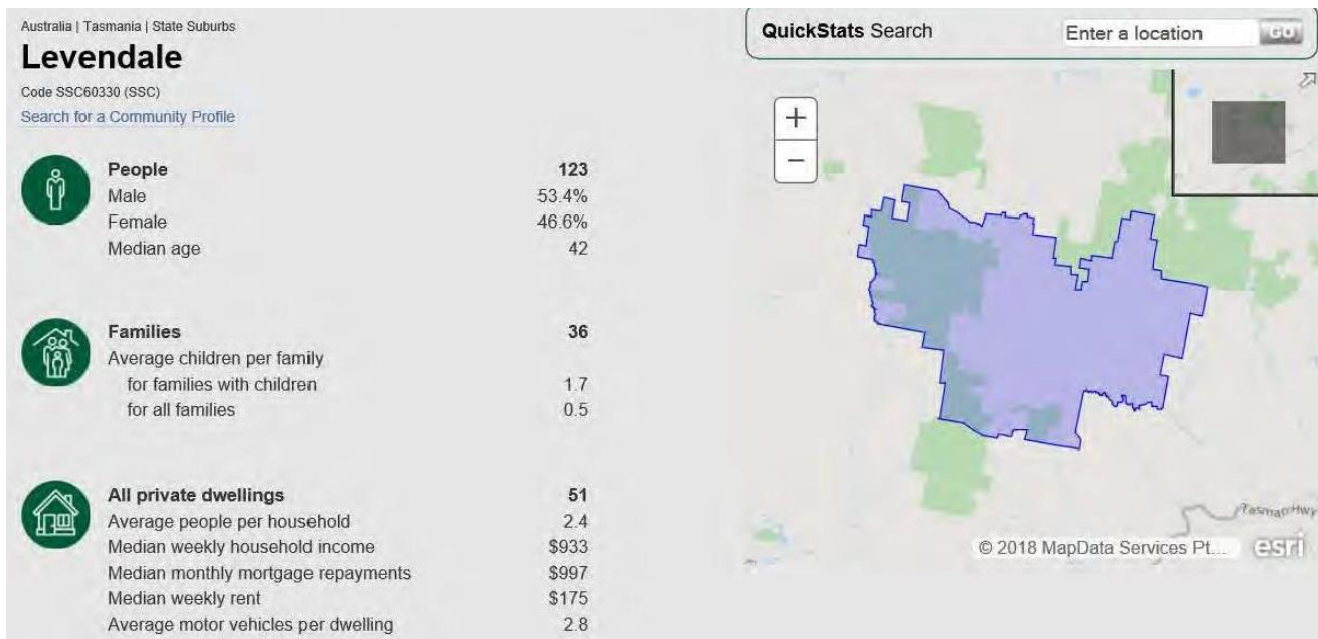 Australia | Tasmania | State Suburbs
Levendale
Code SSC60330 (SSC)
Search for a Community Profile
People 123
Male 53.4%
Female 46.6%
Median age 42
Families 36
Average children per family
for families with children 1.7
for all families 0.5
All private dwellings 51
Average people per household 2.4
Median weekly household income $933
Median monthly mortgage repayments $997
Median weekly rent $175
Average motor vehicles per dwelling 2.8
QuickStats Search Enter a location GO
+
−
Tasman Hwy
© 2018 MapData Services Pt... esri